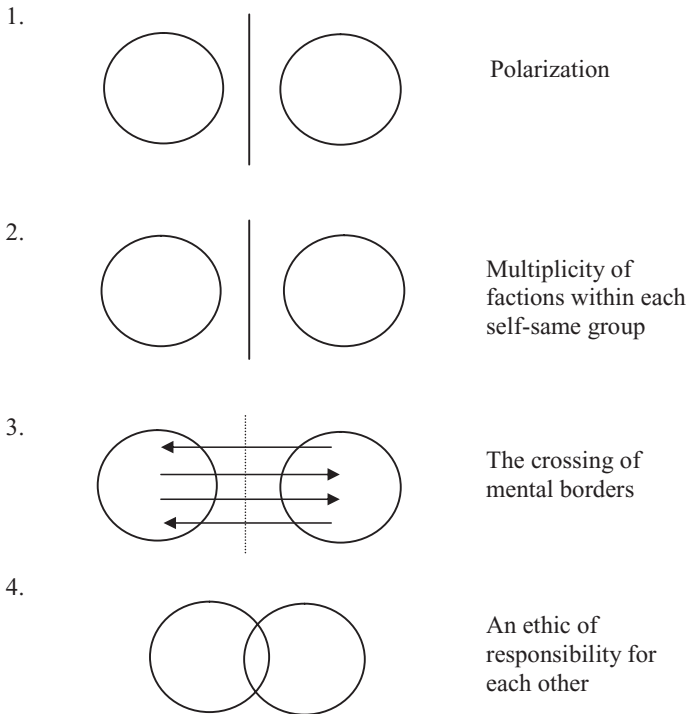 1.
Polarization
2.
Multiplicity of
factions within each
self-same group
3.
The crossing of
mental borders
4.
An ethic of
responsibility for
each other